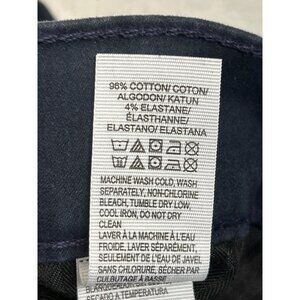 96% COTTON/ COTON/
ALGODON/ KATUN
4% ELASTANE/
ÉLASTHANNE/
ELASTANO/ ELASTANA
MACHINE WASH COLD, WASH
SEPARATELY, NON-CHLORINE
BLEACH, TUMBLE DRY LOW,
COOL IRON, DO NOT DRY
CLEAN
LAVER À LA MACHINE À L'EAU
FROIDE, LAVER SÉPARÉMENT,
SEULEMENT DE L'EAU DE JAVEL
SANS CHLORURE, SÉCHER PAR
CULBUTAGE À BASSE
SECADO A TEMPERATURA